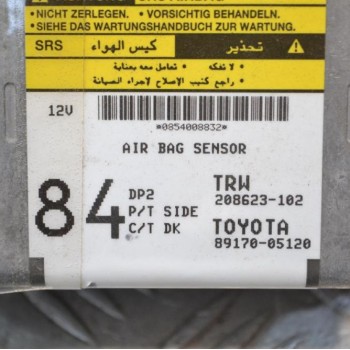 • NICHT ZERLEGEN. • VORSICHTIG BEHANDELN.
• SIEHE DAS WARTUNGSHANDBUCH ZUR WARTUNG.
SRS كيس الهواء تحذير
• لا تفكه • تعامل معه بعناية
• راجع كتيب الإصلاح لاجراء الصيانة
12V
*0854008832*
AIR BAG SENSOR
84
DP2
P/T SIDE
C/T DK
TRW
208623-102
TOYOTA
89170-05120